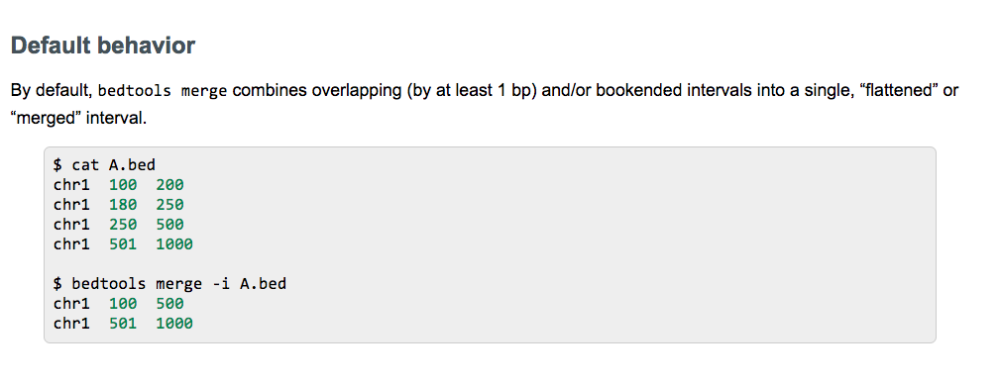 Default behavior
By default, bedtools merge combines overlapping (by at least 1 bp) and/or bookended intervals into a single, “flattened” or
“merged” interval.
$ cat A.bed
chr1  100  200
chr1  180  250
chr1  250  500
chr1  501  1000
$ bedtools merge -i A.bed
chr1  100  500
chr1  501  1000